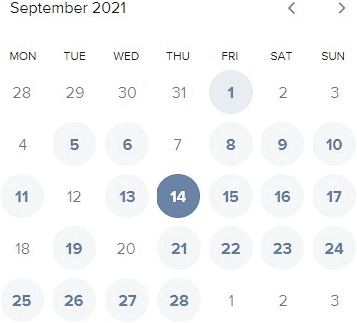 September 2021
MON TUE WED THU FRI SAT SUN
28 29 30 31 1 2 3
4 5 6 7 8 9 10
11 12 13 14 15 16 17
18 19 20 21 22 23 24
25 26 27 28 1 2 3